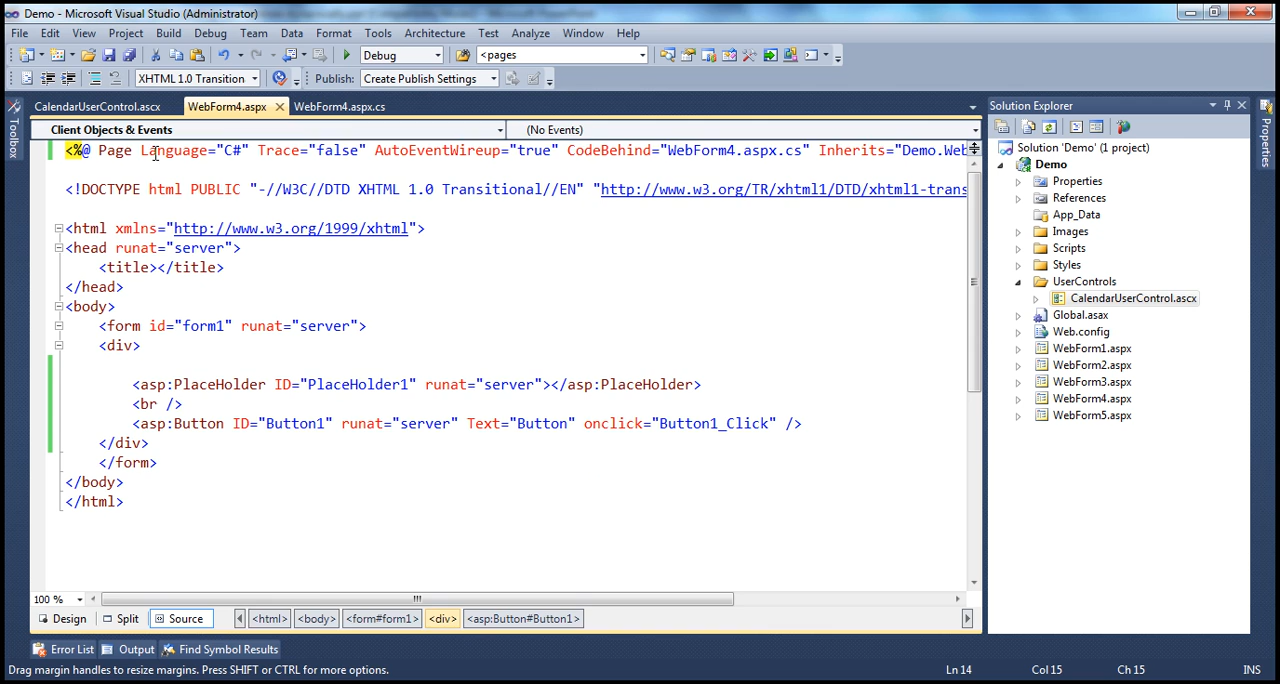 Demo - Microsoft Visual Studio (Administrator)
File Edit View Project Build Debug Team Data Format Tools Architecture Test Analyze Window Help
Debug <pages
XHTML 1.0 Transition Publish: Create Publish Settings
CalendarUserControl.ascx WebForm4.aspx WebForm4.aspx.cs
Toolbox
Client Objects & Events (No Events)
<%@ Page Language="C#" Trace="false" AutoEventWireup="true" CodeBehind="WebForm4.aspx.cs" Inherits="Demo.Web
<!DOCTYPE html PUBLIC "-//W3C//DTD XHTML 1.0 Transitional//EN" "http://www.w3.org/TR/xhtml1/DTD/xhtml1-trans
<html xmlns="http://www.w3.org/1999/xhtml">
<head runat="server">
<title></title>
</head>
<body>
<form id="form1" runat="server">
<div>
<asp:PlaceHolder ID="PlaceHolder1" runat="server"></asp:PlaceHolder>
<br />
<asp:Button ID="Button1" runat="server" Text="Button" onclick="Button1_Click" />
</div>
</form>
</body>
</html>
100 %
Design Split Source <html> <body> <form#form1> <div> <asp:Button#Button1>
Solution Explorer
Solution 'Demo' (1 project)
Demo
Properties
References
App_Data
Images
Scripts
Styles
UserControls
CalendarUserControl.ascx
Global.asax
Web.config
WebForm1.aspx
WebForm2.aspx
WebForm3.aspx
WebForm4.aspx
WebForm5.aspx
Properties
Error List Output Find Symbol Results
Drag margin handles to resize margins. Press SHIFT or CTRL for more options. Ln 14 Col 15 Ch 15 INS